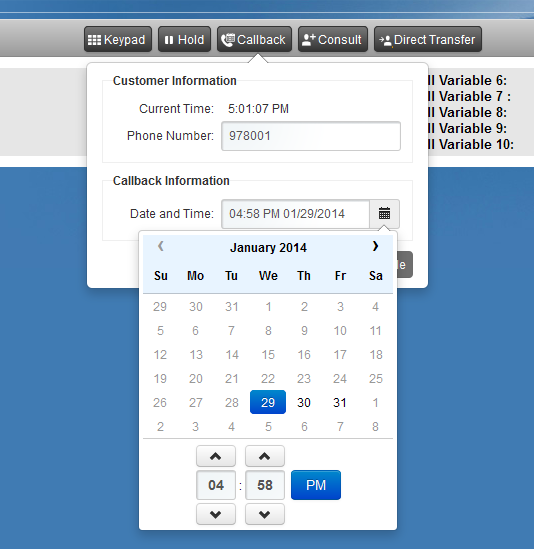 Keypad Hold Callback Consult Direct Transfer
Customer Information
Current Time: 5:01:07 PM
Phone Number: 978001
ll Variable 6:
ll Variable 7 :
ll Variable 8:
ll Variable 9:
ll Variable 10:
Callback Information
Date and Time: 04:58 PM 01/29/2014
le
January 2014
Su Mo Tu We Th Fr Sa
29 30 31 1 2 3 4
5 6 7 8 9 10 11
12 13 14 15 16 17 18
19 20 21 22 23 24 25
26 27 28 29 30 31 1
2 3 4 5 6 7 8
04 : 58 PM